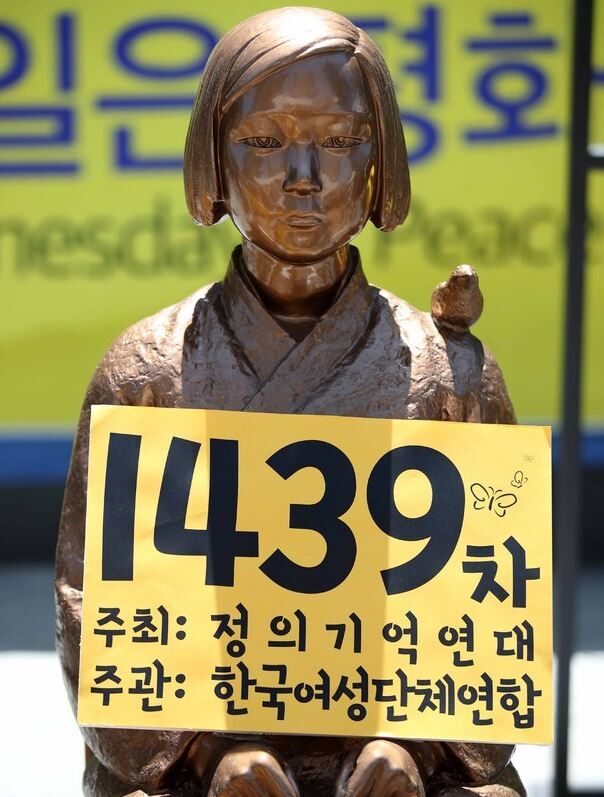 일은 평화
nesday Peace
1439차
주최: 정의기억연대
주관: 한국여성단체연합